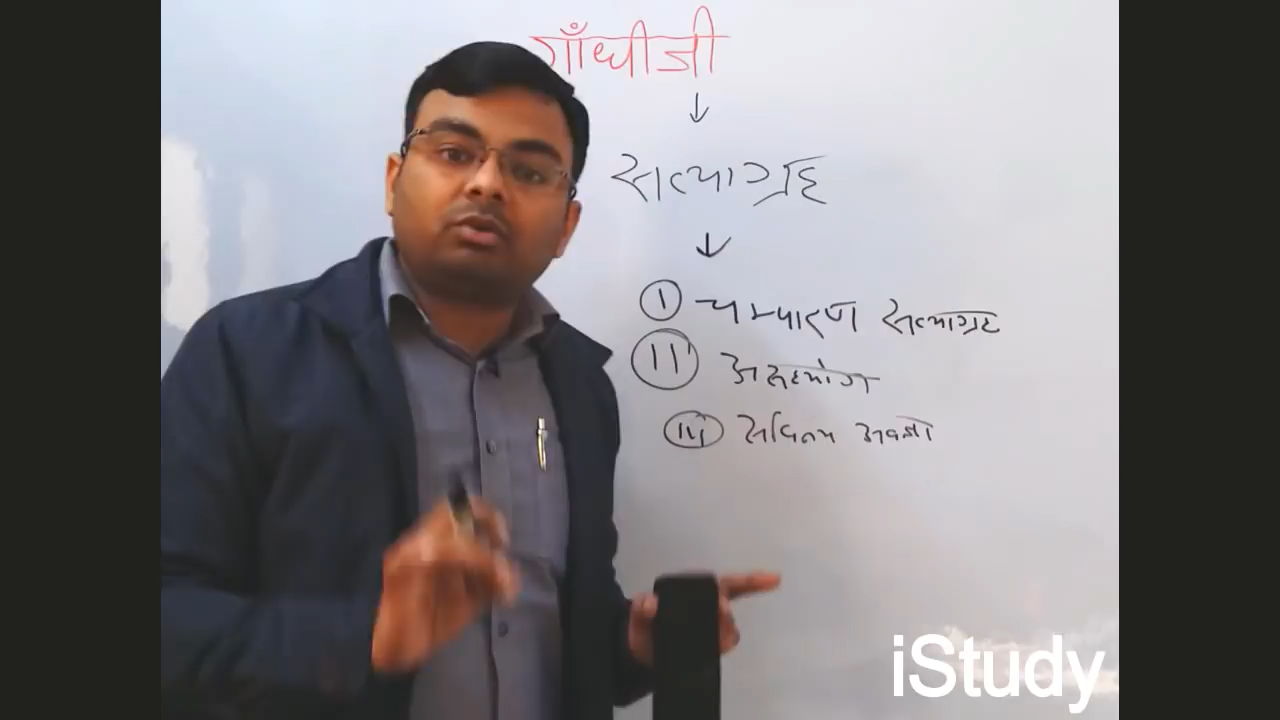 गाँधीजी
↓
सत्याग्रह
↓
① चम्पारण सत्याग्रह
(ii) असहयोग
(iii) सविनय अवज्ञा
iStudy